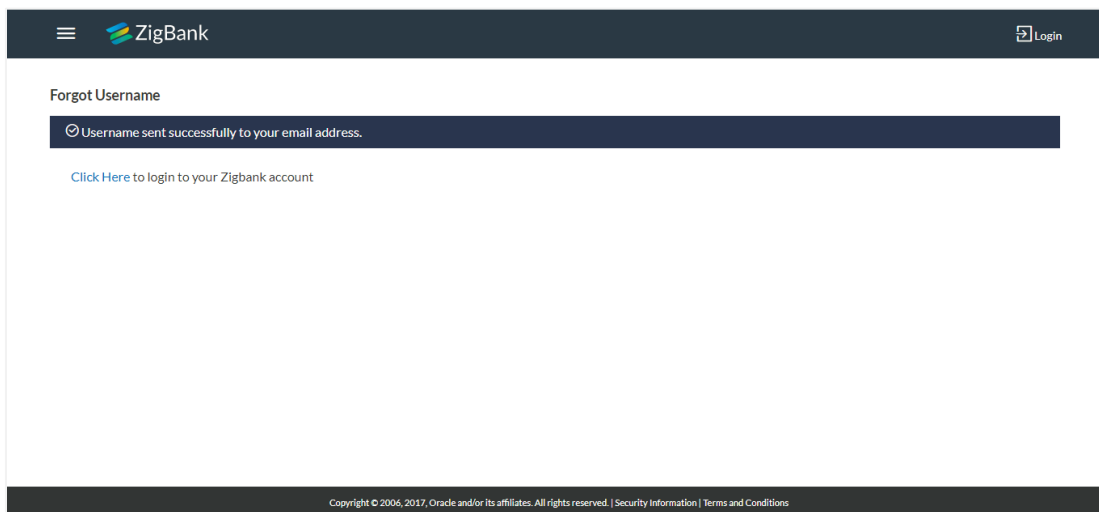 ZigBank
Login
Forgot Username
Username sent successfully to your email address.
Click Here to login to your Zigbank account
Copyright © 2006, 2017, Oracle and/or its affiliates. All rights reserved. | Security Information | Terms and Conditions